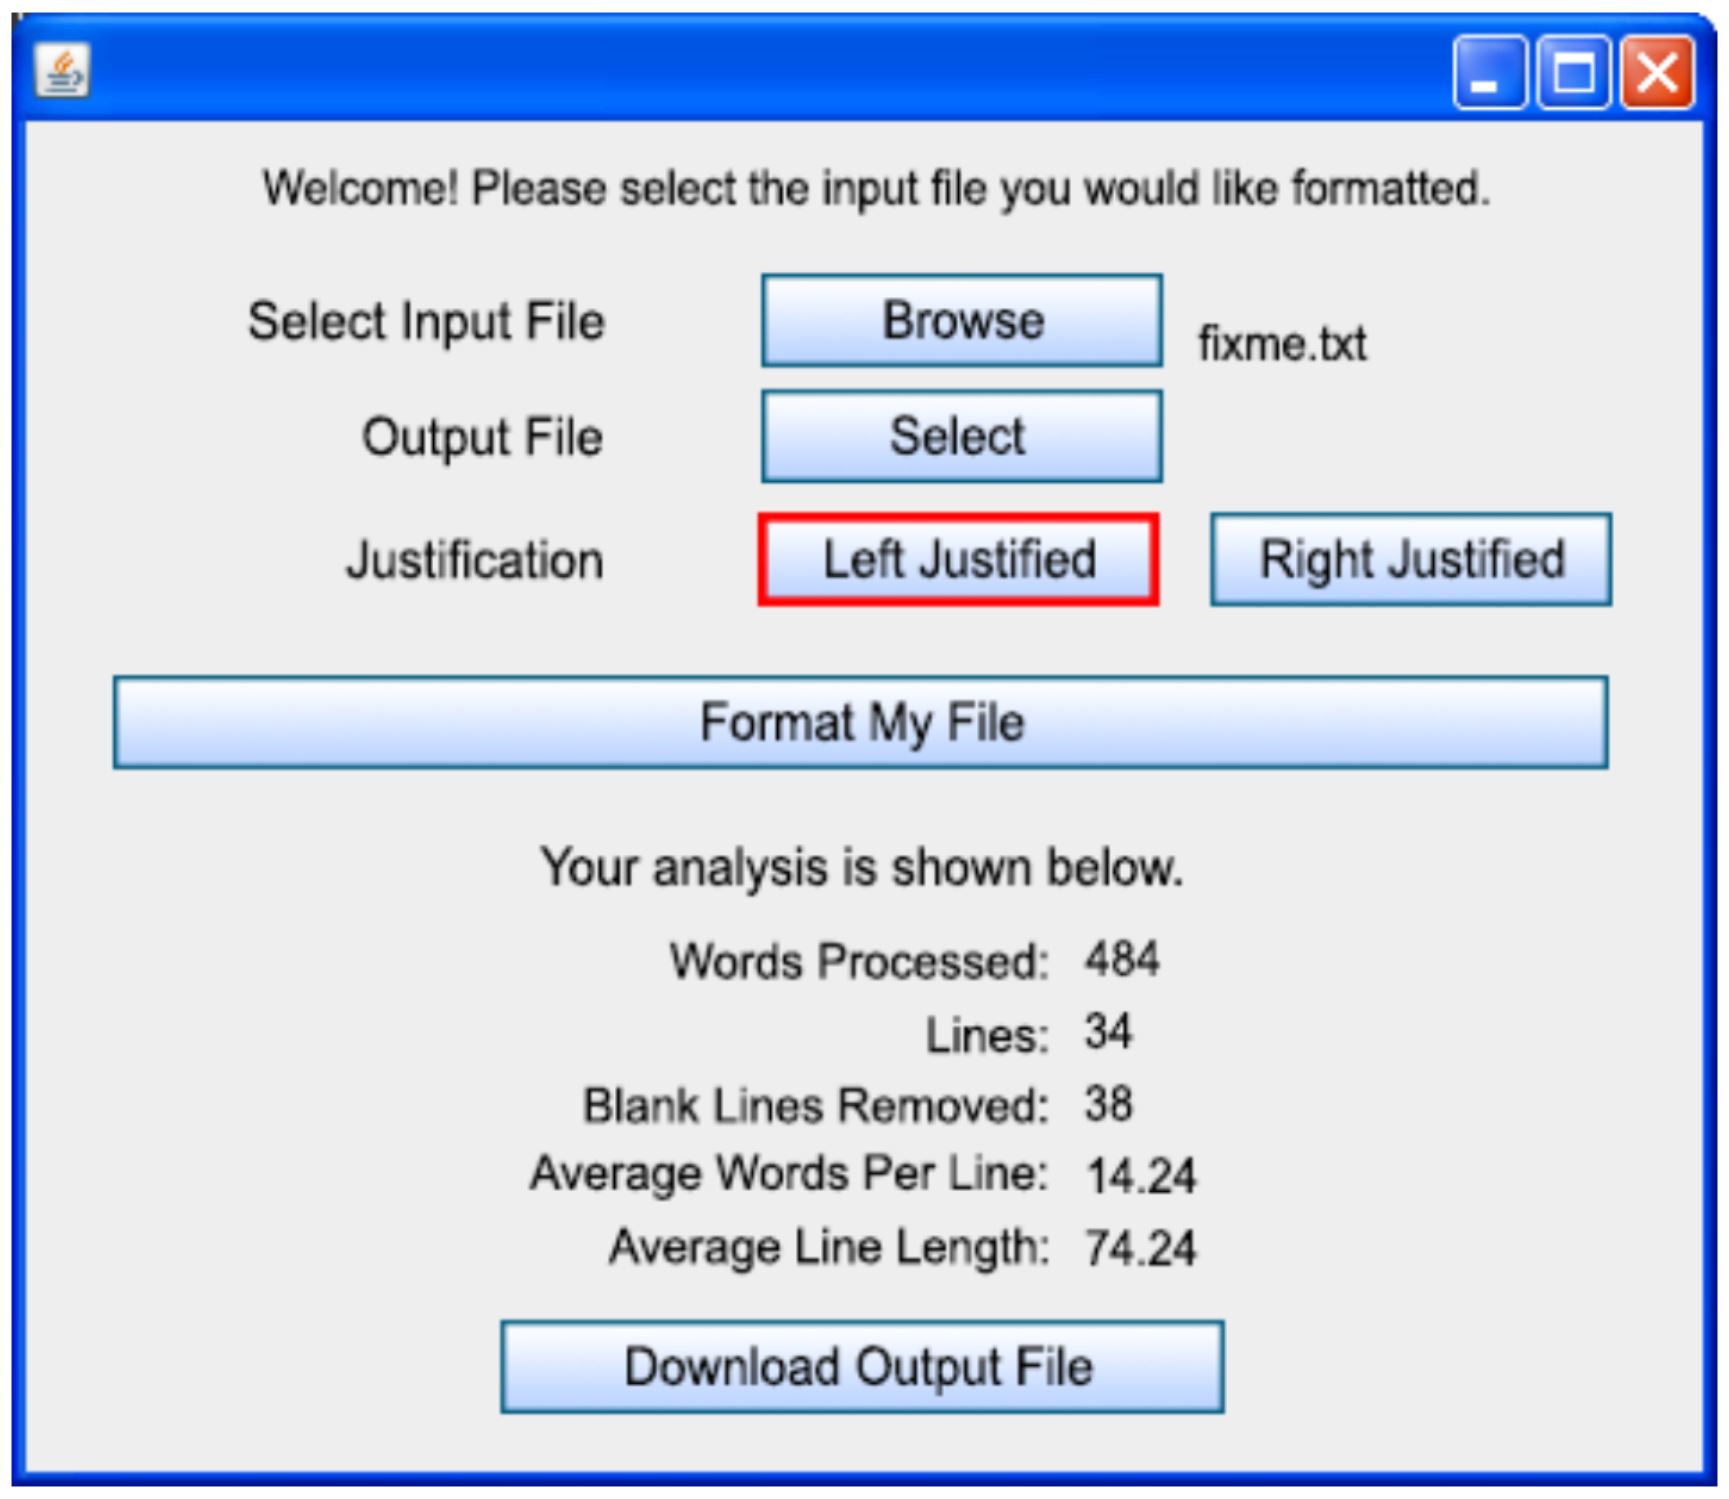 Welcome! Please select the input file you would like formatted.
Select Input File Browse fixme.txt
Output File Select
Justification Left Justified Right Justified
Format My File
Your analysis is shown below.
Words Processed: 484
Lines: 34
Blank Lines Removed: 38
Average Words Per Line: 14.24
Average Line Length: 74.24
Download Output File